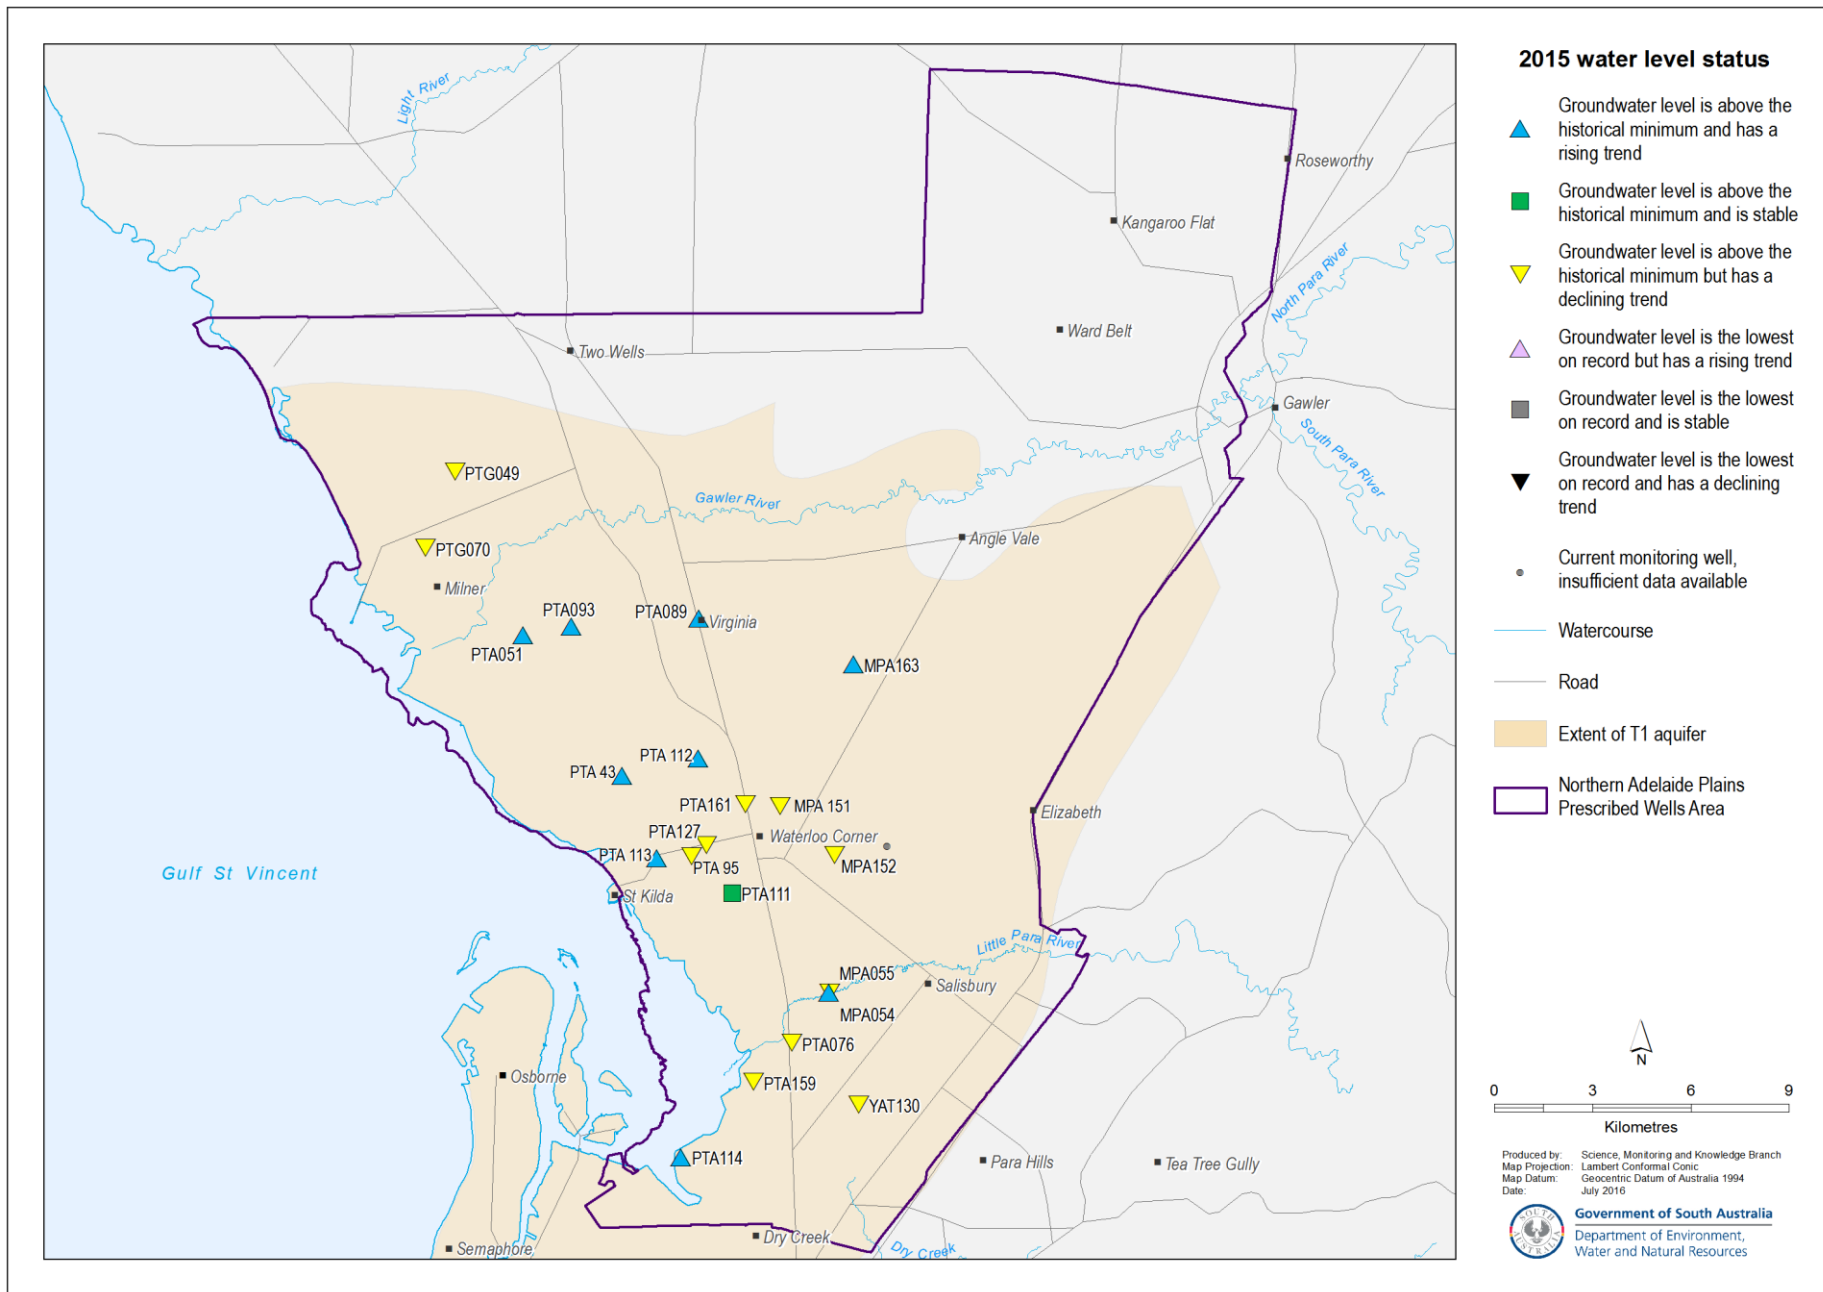 Light River
Roseworthy
Kangaroo Flat
North Para River
Ward Belt
Two Wells
Gawler
South Para River
PTG049
Gawler River
Angle Vale
PTG070
Milner
PTA093
PTA089
Virginia
PTA051
MPA163
PTA 112
PTA 43
PTA161
MPA 151
Elizabeth
PTA127
Waterloo Corner
PTA 113
PTA 95
MPA152
Gulf St Vincent
St Kilda
PTA111
Little Para River
MPA055
Salisbury
MPA054
PTA076
Osborne
PTA159
YAT130
PTA114
Para Hills
Tea Tree Gully
Dry Creek
Semaphore
Dry Creek
2015 water level status
Groundwater level is above the
historical minimum and has a
rising trend
Groundwater level is above the
historical minimum and is stable
Groundwater level is above the
historical minimum but has a
declining trend
Groundwater level is the lowest
on record but has a rising trend
Groundwater level is the lowest
on record and is stable
Groundwater level is the lowest
on record and has a declining
trend
Current monitoring well,
insufficient data available
Watercourse
Road
Extent of T1 aquifer
Northern Adelaide Plains
Prescribed Wells Area
N
0 3 6 9
Kilometres
Produced by: Science, Monitoring and Knowledge Branch
Map Projection: Lambert Conformal Conic
Map Datum: Geocentric Datum of Australia 1994
Date: July 2016
SOUTH AUSTRALIA
Government of South Australia
Department of Environment,
Water and Natural Resources